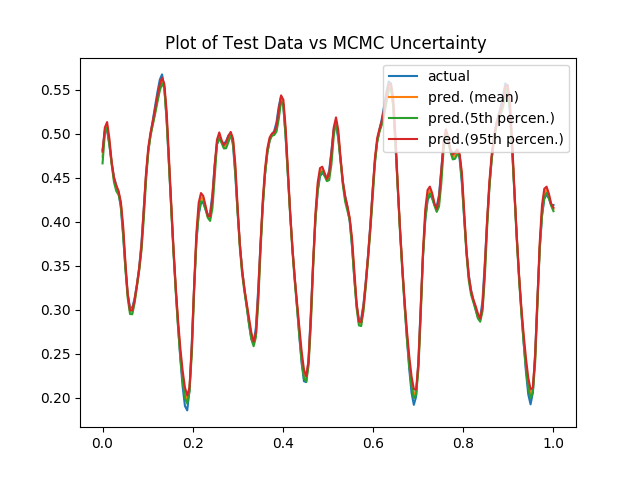 Plot of Test Data vs MCMC Uncertainty
actual
pred. (mean)
pred.(5th percen.)
pred.(95th percen.)
0.55
0.50
0.45
0.40
0.35
0.30
0.25
0.20
0.0 0.2 0.4 0.6 0.8 1.0